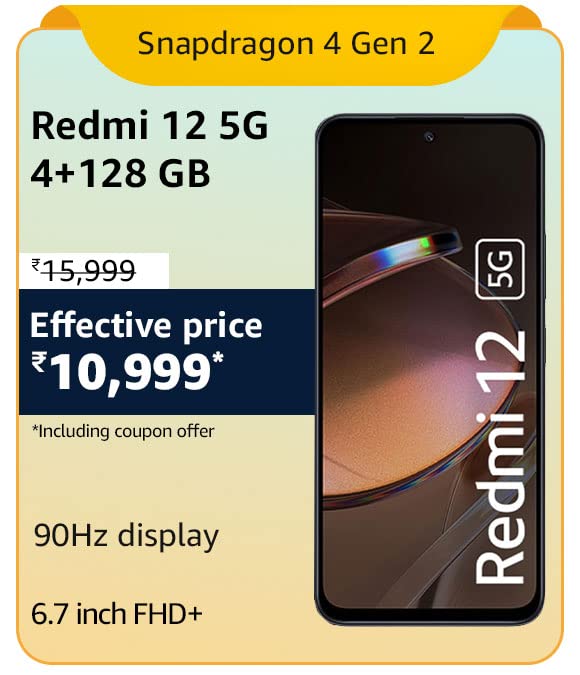 Snapdragon 4 Gen 2
Redmi 12 5G
4+128 GB
₹15,999
Effective price
₹10,999*
*Including coupon offer
90Hz display
6.7 inch FHD+
Redmi 12 5G